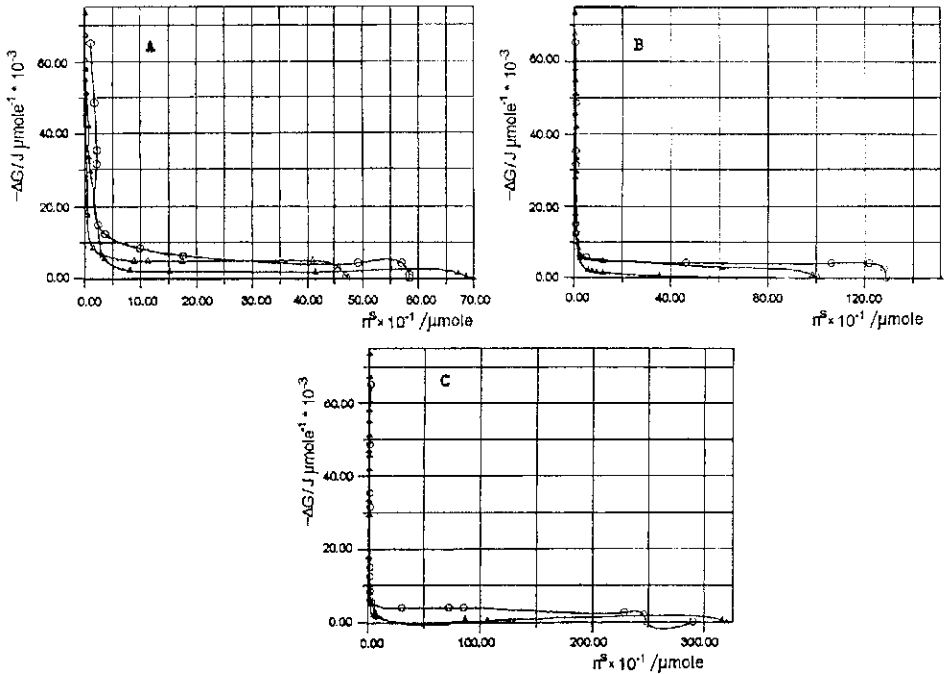 A
−ΔG/J μmole⁻¹ * 10⁻³
60.00
40.00
20.00
0.00
0.00 10.00 20.00 30.00 40.00 50.00 60.00 70.00
nˢ × 10⁻¹ /μmole
B
−ΔG/J μmole⁻¹ * 10⁻³
60.00
40.00
20.00
0.00
0.00 40.00 80.00 120.00
nˢ × 10⁻¹ /μmole
C
−ΔG/J μmole⁻¹ * 10⁻³
60.00
40.00
20.00
0.00
0.00 100.00 200.00 300.00
nˢ × 10⁻¹ /μmole